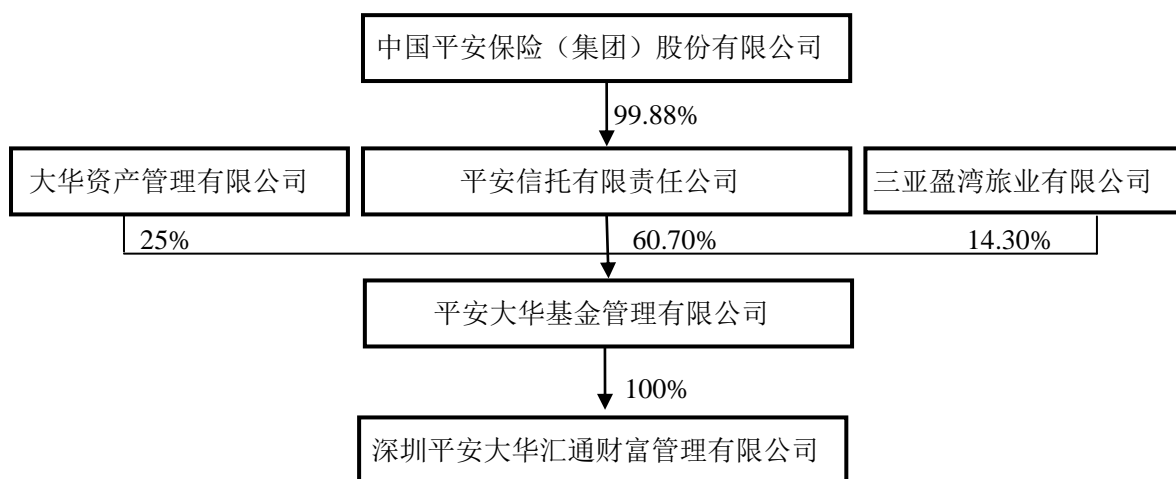 中国平安保险（集团）股份有限公司
99.88%
大华资产管理有限公司
平安信托有限责任公司
三亚盈湾旅业有限公司
25%
60.70%
14.30%
平安大华基金管理有限公司
100%
深圳平安大华汇通财富管理有限公司